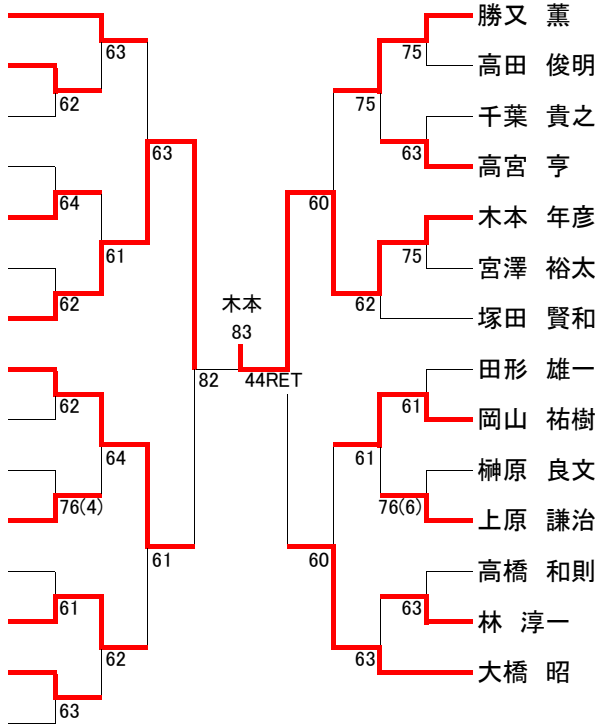 勝又 薫
63
75
高田 俊明
62
75
千葉 貴之
63
63
高宮 亨
64
60
木本 年彦
61
75
宮澤 裕太
62
木本
62
塚田 賢和
83
82
44RET
田形 雄一
62
61
岡山 祐樹
64
61
榊原 良文
76(4)
76(6)
上原 謙治
61
60
高橋 和則
61
63
林 淳一
62
63
大橋 昭
63